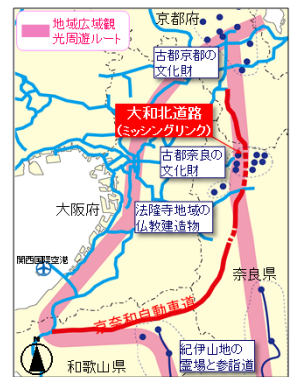 地域広域観
光周遊ルート
京都府
古都京都の
文化財
大和北道路
(ミッシングリンク)
古都奈良の
文化財
大阪府
法隆寺地域の
仏教建造物
関西国際空港
奈良県
京奈和自動車道
紀伊山地の
霊場と参詣道
和歌山県